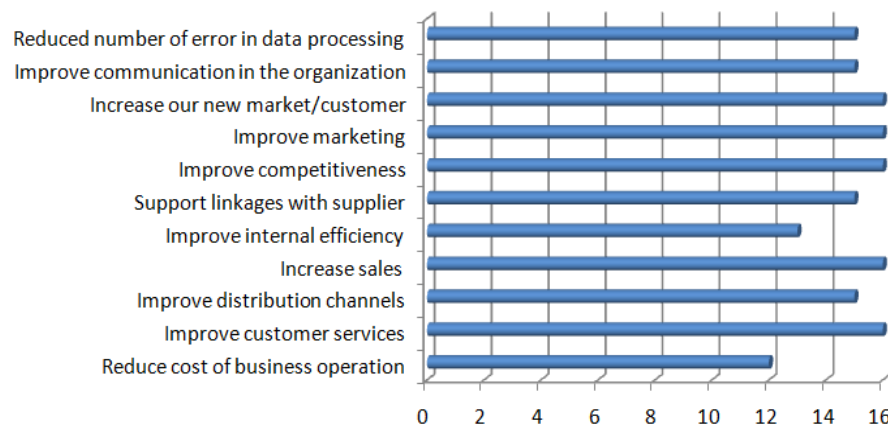 Reduced number of error in data processing
Improve communication in the organization
Increase our new market/customer
Improve marketing
Improve competitiveness
Support linkages with supplier
Improve internal efficiency
Increase sales
Improve distribution channels
Improve customer services
Reduce cost of business operation
0 2 4 6 8 10 12 14 16